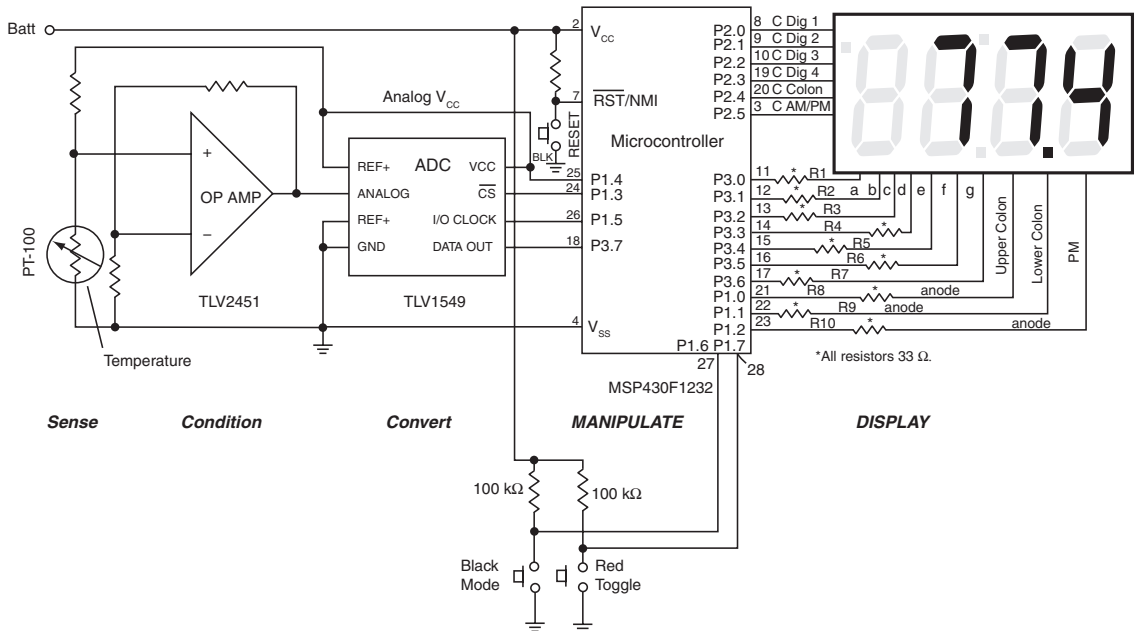 Batt
2
V_CC
P2.0
8
C Dig 1
P2.1
9
C Dig 2
P2.2
10
C Dig 3
P2.3
19
C Dig 4
P2.4
20
C Colon
P2.5
3
C AM/PM
774
7
RST/NMI
RESET
BLK
Microcontroller
Analog V_CC
+
OP AMP
−
TLV2451
PT-100
Temperature
ADC
REF+
VCC
ANALOG
CS
REF+
I/O CLOCK
GND
DATA OUT
TLV1549
25
P1.4
24
P1.3
26
P1.5
18
P3.7
4
V_SS
P3.0
11
*
R1
P3.1
12
*
R2
P3.2
13
*
R3
P3.3
14
R4
*
P3.4
15
*
R5
P3.5
16
R6
*
P3.6
17
*
R7
P1.0
21
R8
*
anode
P1.1
22
*
R9
anode
P1.2
23
R10
*
anode
a b c d e f g
Upper Colon
Lower Colon
PM
P1.6 P1.7
27
28
*All resistors 33 Ω.
MSP430F1232
Sense
Condition
Convert
MANIPULATE
DISPLAY
100 kΩ
100 kΩ
Black
Mode
Red
Toggle